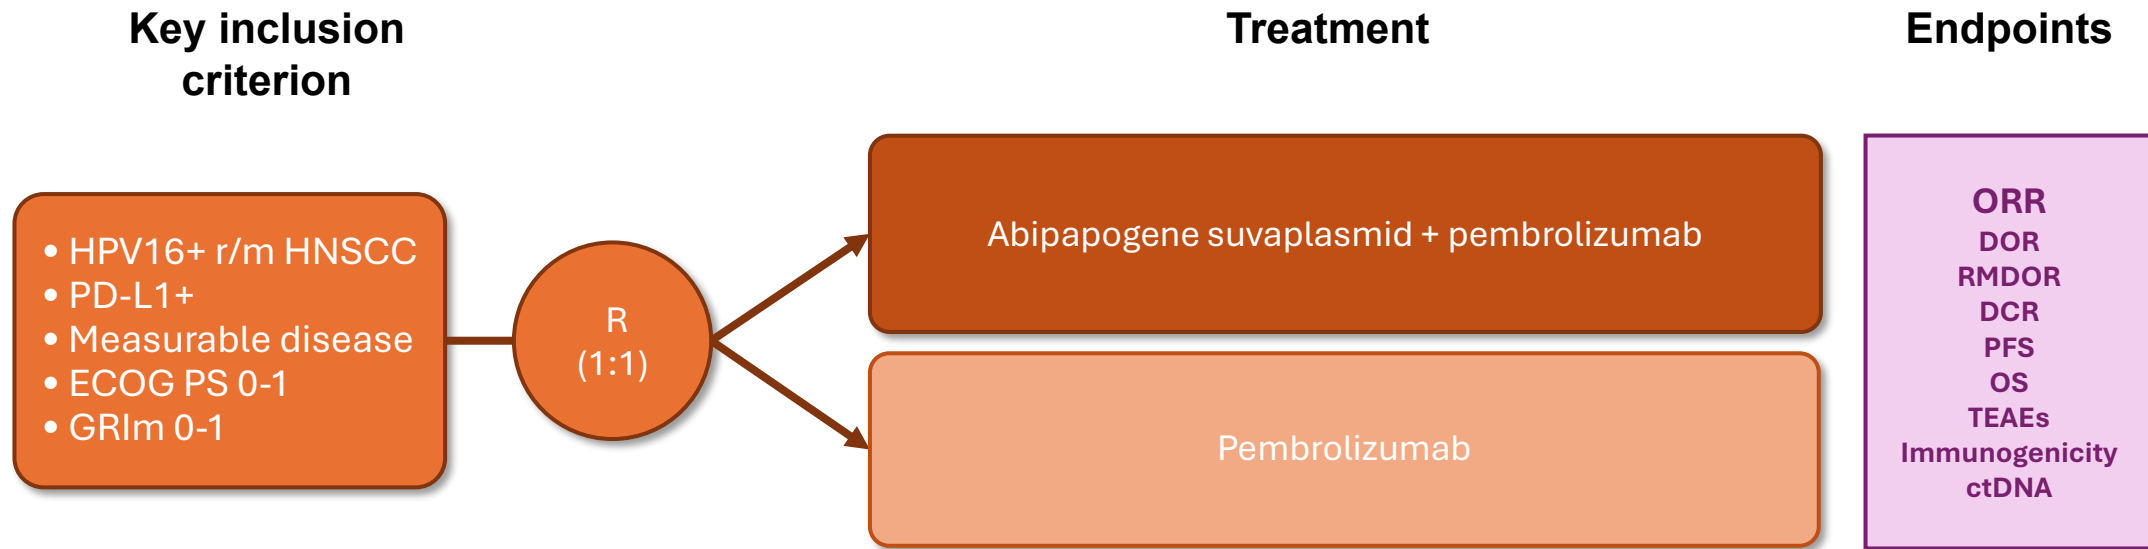 Key inclusion
criterion
Treatment
Endpoints
• HPV16+ r/m HNSCC
• PD-L1+
• Measurable disease
• ECOG PS 0-1
• GRIm 0-1
R
(1:1)
Abipapogene suvaplasmid + pembrolizumab
Pembrolizumab
ORR
DOR
RMDOR
DCR
PFS
OS
TEAEs
Immunogenicity
ctDNA